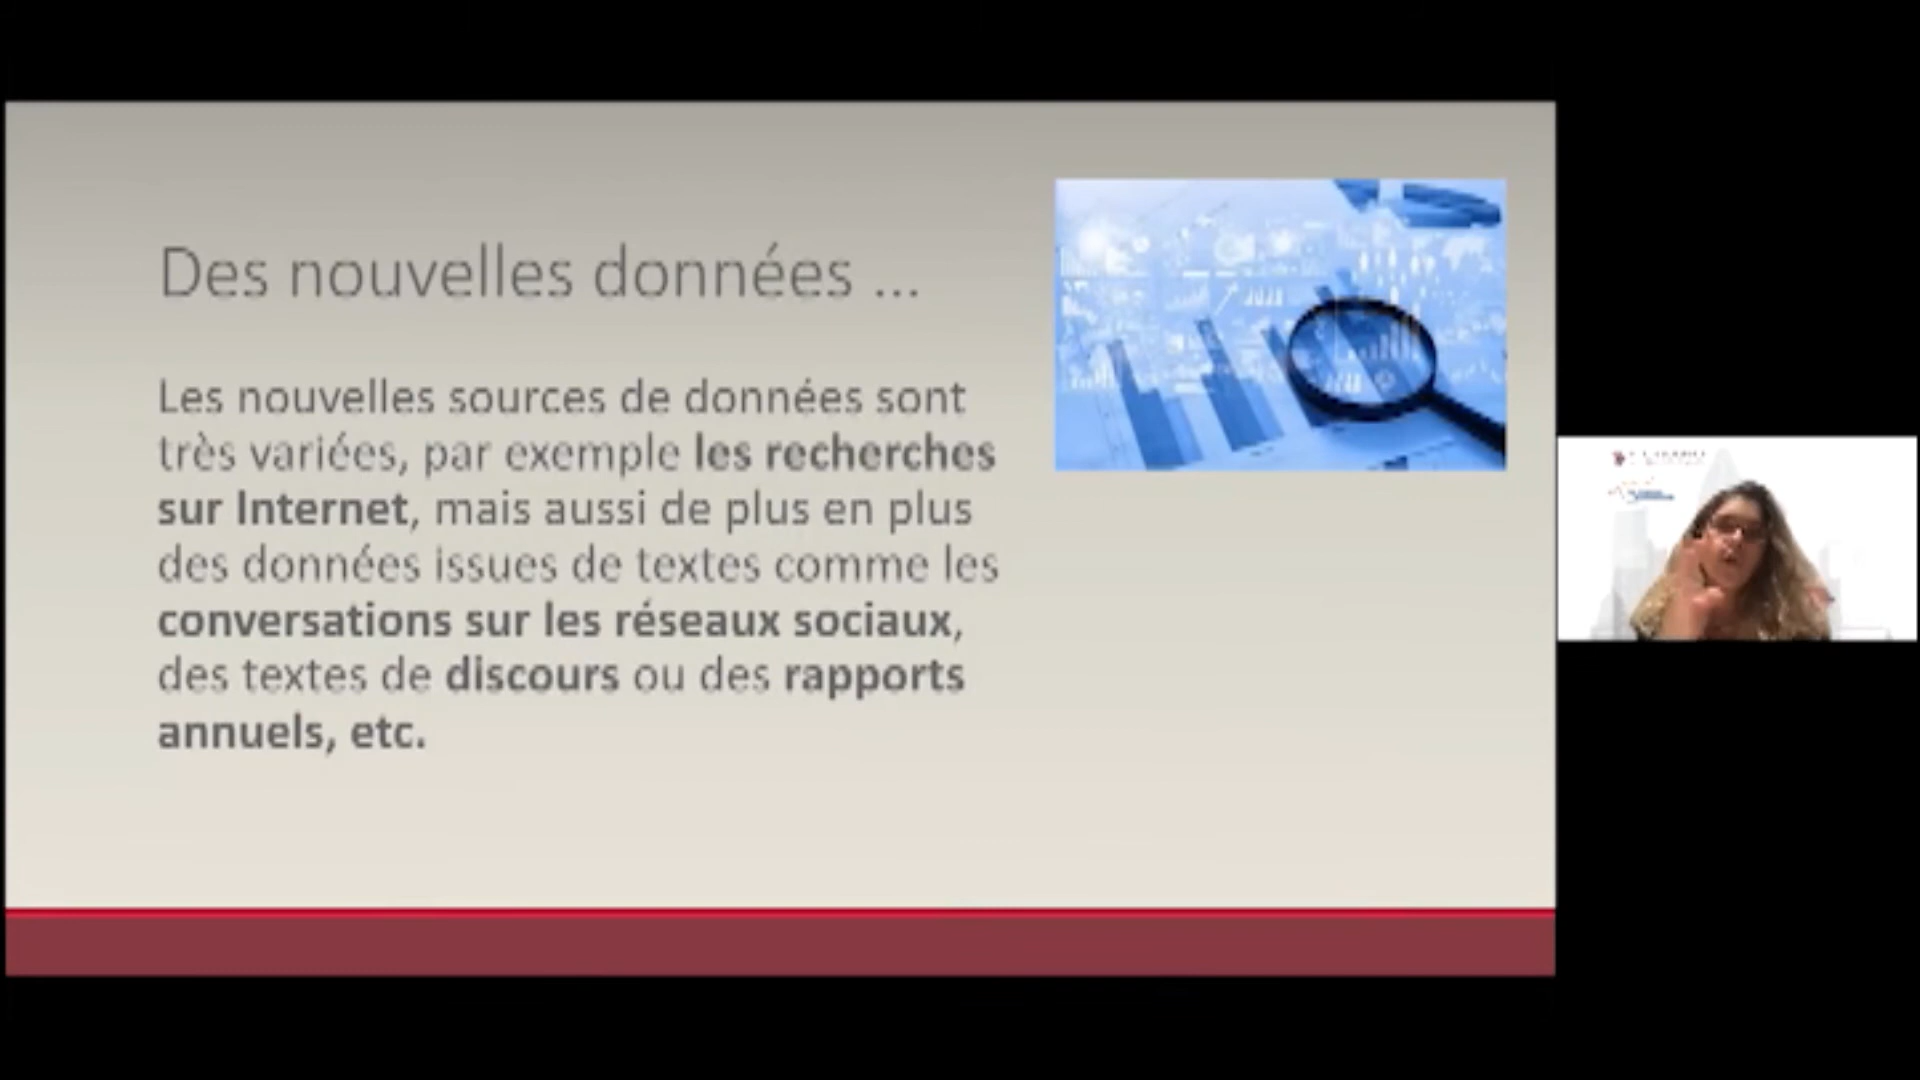 Des nouvelles données ...
Les nouvelles sources de données sont
très variées, par exemple les recherches
sur Internet, mais aussi de plus en plus
des données issues de textes comme les
conversations sur les réseaux sociaux,
des textes de discours ou des rapports
annuels, etc.